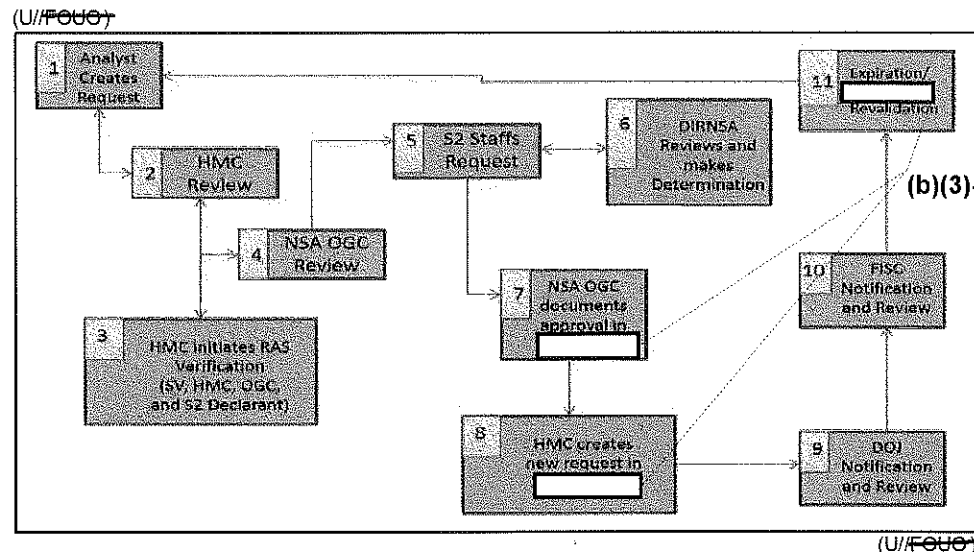 (U//FOUO)
1
Analyst
Creates
Request
2
HMC
Review
3
HMC initiates RAS
Verification
(SV, HMC, OGC,
and S2 Declarant)
4
NSA OGC
Review
5
S2 Staffs
Request
6
DIRNSA
Reviews and
makes
Determination
7
NSA OGC
documents
approval in
8
HMC creates
new request in
9
DOJ
Notification
and Review
10
FISC
Notification
and Review
11
Expiration/
Revalidation
(b)(3)-
(U//FOUO)